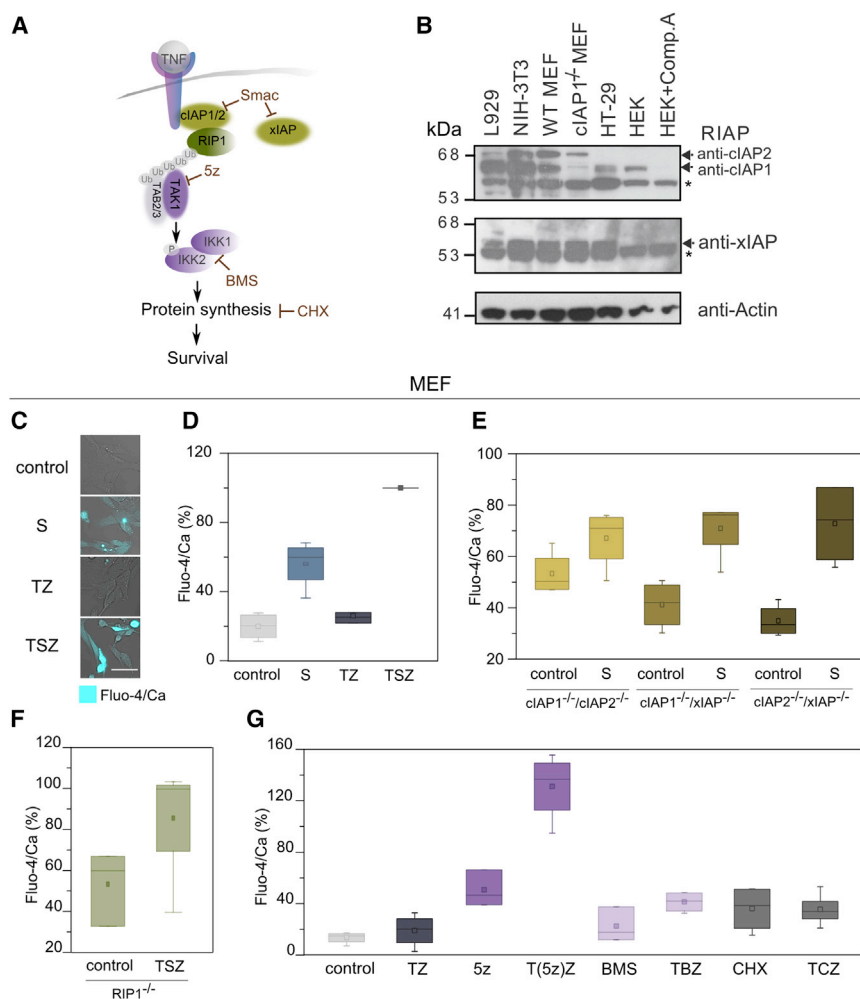 A
TNF
Smac
cIAP1/2
xIAP
RIP1
Ub
Ub
Ub
Ub
Ub
5z
TAB2/3
TAK1
P
IKK1
IKK2
BMS
Protein synthesis
CHX
Survival
B
L929
NIH-3T3
WT MEF
cIAP1-/- MEF
HT-29
HEK
HEK+Comp.A
kDa
RIAP
68
anti-cIAP2
anti-cIAP1
*
53
68
53
anti-xIAP
*
41
anti-Actin
MEF
C
control
S
TZ
TSZ
Fluo-4/Ca
D
Fluo-4/Ca (%)
120
80
40
0
control S TZ TSZ
E
Fluo-4/Ca (%)
100
80
60
40
20
control S control S control S
cIAP1-/-/cIAP2-/- cIAP1-/-/xIAP-/- cIAP2-/-/xIAP-/-
F
Fluo-4/Ca (%)
120
100
80
60
40
20
control TSZ
RIP1-/-
G
Fluo-4/Ca (%)
160
120
80
40
0
control TZ 5z T(5z)Z BMS TBZ CHX TCZ